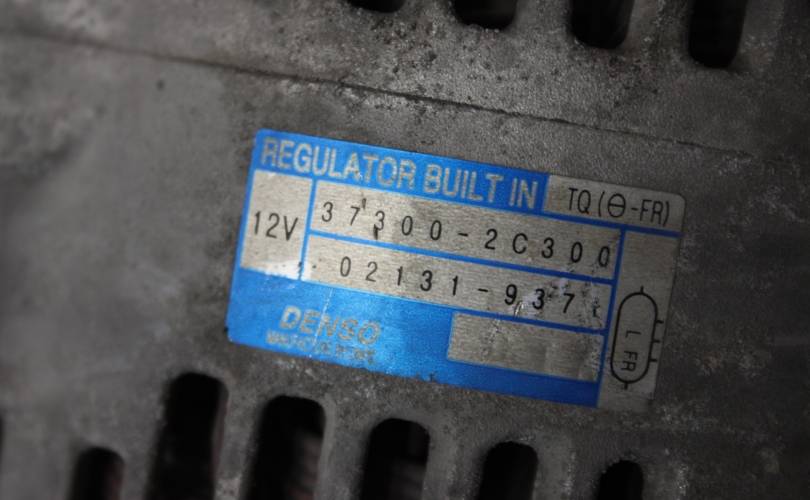 REGULATOR BUILT IN TQ(⊖-FR)
12V
37300-2C300
02131-937
DENSO
L FR